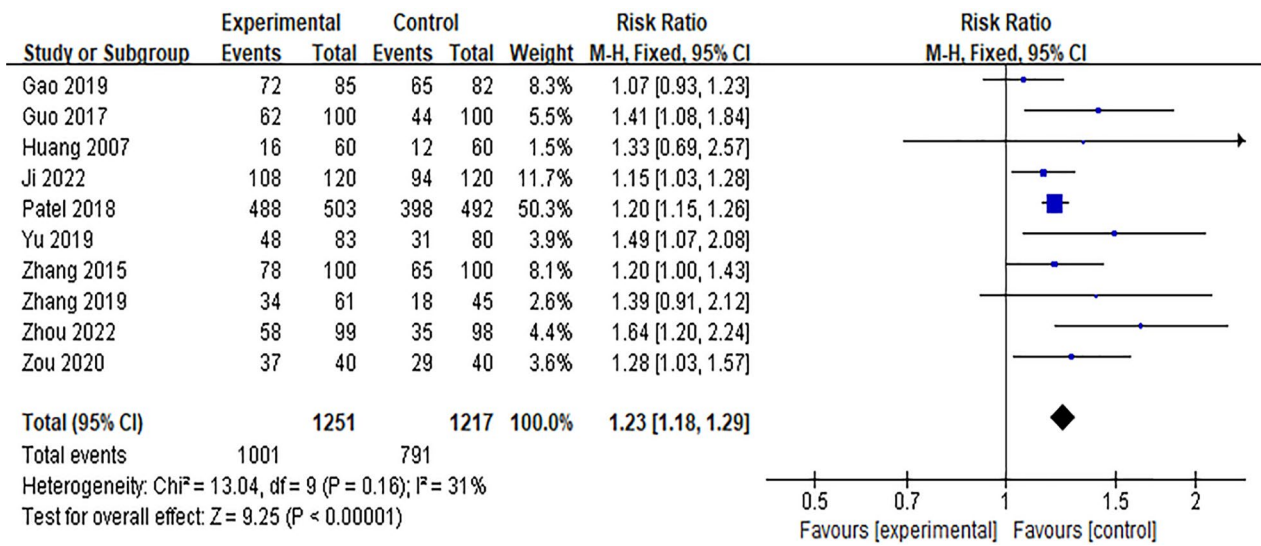 Experimental Control Risk Ratio Risk Ratio
Study or Subgroup Events Total Events Total Weight M-H, Fixed, 95% CI M-H, Fixed, 95% CI
Gao 2019 72 85 65 82 8.3% 1.07 [0.93, 1.23]
Guo 2017 62 100 44 100 5.5% 1.41 [1.08, 1.84]
Huang 2007 16 60 12 60 1.5% 1.33 [0.69, 2.57]
Ji 2022 108 120 94 120 11.7% 1.15 [1.03, 1.28]
Patel 2018 488 503 398 492 50.3% 1.20 [1.15, 1.26]
Yu 2019 48 83 31 80 3.9% 1.49 [1.07, 2.08]
Zhang 2015 78 100 65 100 8.1% 1.20 [1.00, 1.43]
Zhang 2019 34 61 18 45 2.6% 1.39 [0.91, 2.12]
Zhou 2022 58 99 35 98 4.4% 1.64 [1.20, 2.24]
Zou 2020 37 40 29 40 3.6% 1.28 [1.03, 1.57]
Total (95% CI) 1251 1217 100.0% 1.23 [1.18, 1.29]
Total events 1001 791
Heterogeneity: Chi² = 13.04, df = 9 (P = 0.16); I² = 31%
Test for overall effect: Z = 9.25 (P < 0.00001)
0.5 0.7 1 1.5 2
Favours [experimental] Favours [control]